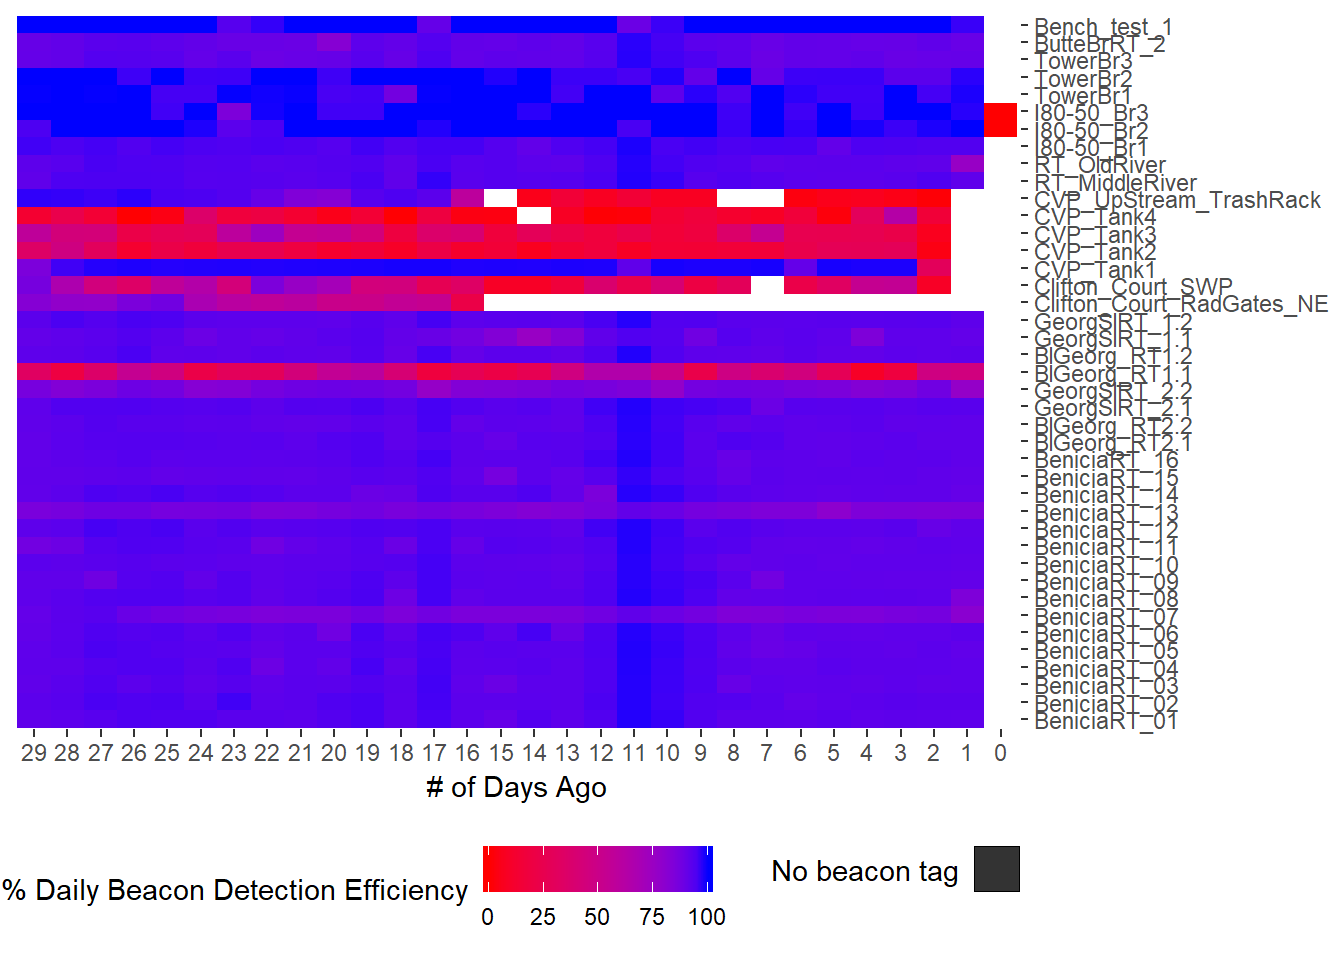 Bench_test_1
ButteBrRT_2
TowerBr3
TowerBr2
TowerBr1
I80-50_Br3
I80-50_Br2
I80-50_Br1
RT_OldRiver
RT_MiddleRiver
CVP_UpStream_TrashRack
CVP_Tank4
CVP_Tank3
CVP_Tank2
CVP_Tank1
Clifton_Court_SWP
Clifton_Court_RadGates_NE
GeorgSlRT_1.2
GeorgSlRT_1.1
BlGeorg_RT1.2
BlGeorg_RT1.1
GeorgSlRT_2.2
GeorgSlRT_2.1
BlGeorg_RT2.2
BlGeorg_RT2.1
BeniciaRT_16
BeniciaRT_15
BeniciaRT_14
BeniciaRT_13
BeniciaRT_12
BeniciaRT_11
BeniciaRT_10
BeniciaRT_09
BeniciaRT_08
BeniciaRT_07
BeniciaRT_06
BeniciaRT_05
BeniciaRT_04
BeniciaRT_03
BeniciaRT_02
BeniciaRT_01
29 28 27 26 25 24 23 22 21 20 19 18 17 16 15 14 13 12 11 10 9 8 7 6 5 4 3 2 1 0
# of Days Ago
% Daily Beacon Detection Efficiency
0 25 50 75 100
No beacon tag